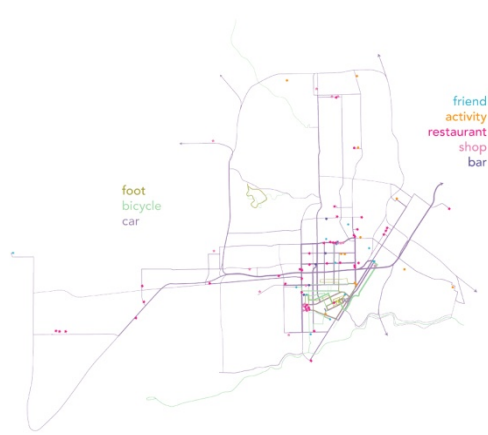 friend
activity
restaurant
shop
bar
foot
bicycle
car